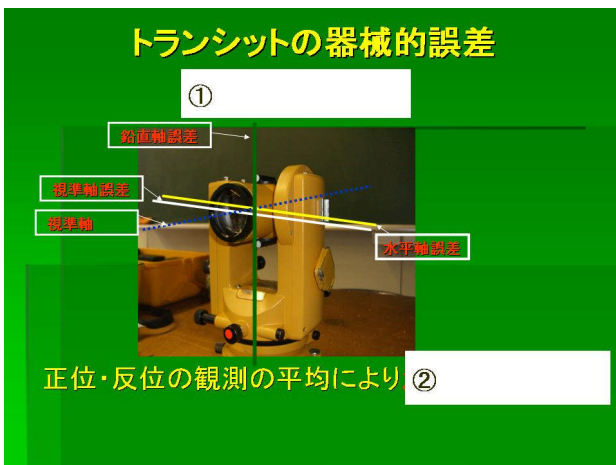 トランシットの器械的誤差
①
鉛直軸誤差
視準軸誤差
視準軸
水平軸誤差
正位・反位の観測の平均により
②